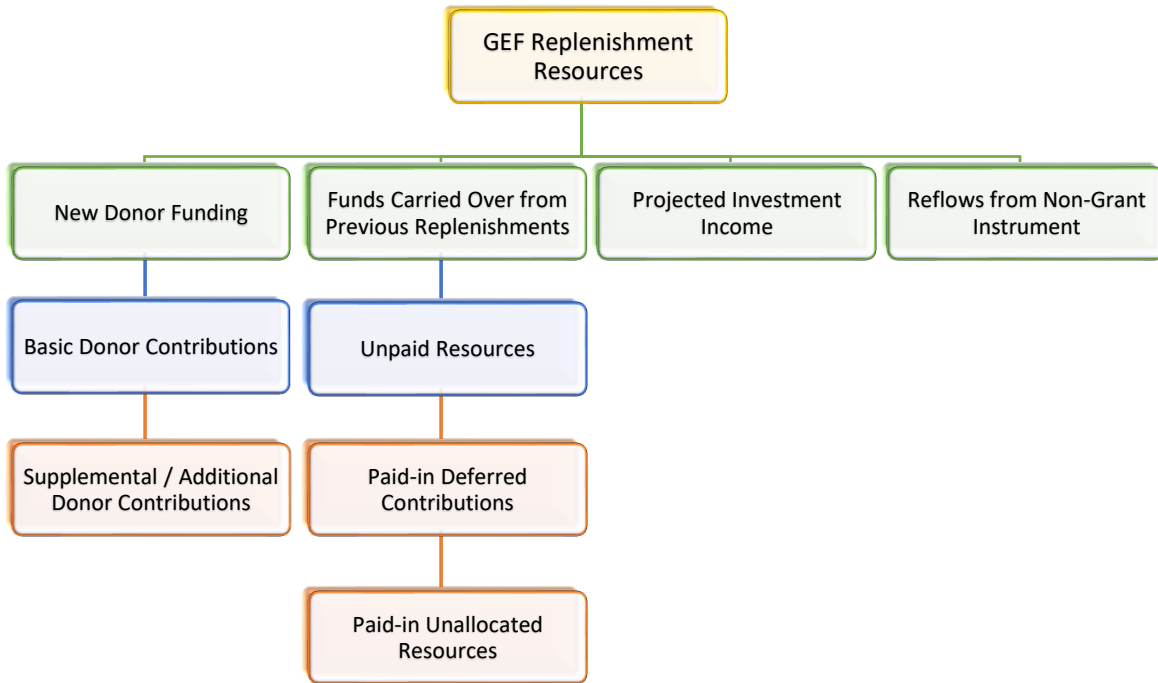 GEF Replenishment
Resources
New Donor Funding
Funds Carried Over from
Previous Replenishments
Projected Investment
Income
Reflows from Non-Grant
Instrument
Basic Donor Contributions
Unpaid Resources
Supplemental / Additional
Donor Contributions
Paid-in Deferred
Contributions
Paid-in Unallocated
Resources